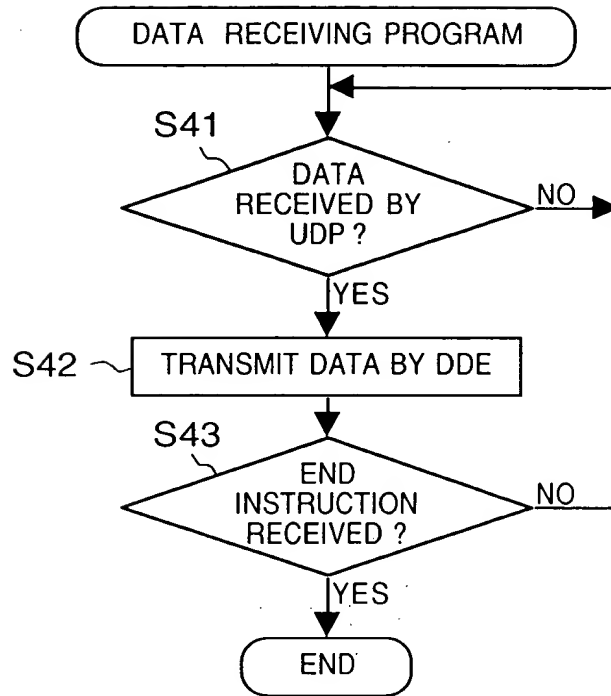 DATA RECEIVING PROGRAM
S41
DATA
RECEIVED BY
UDP ?
NO
YES
S42
TRANSMIT DATA BY DDE
S43
END
INSTRUCTION
RECEIVED ?
NO
YES
END